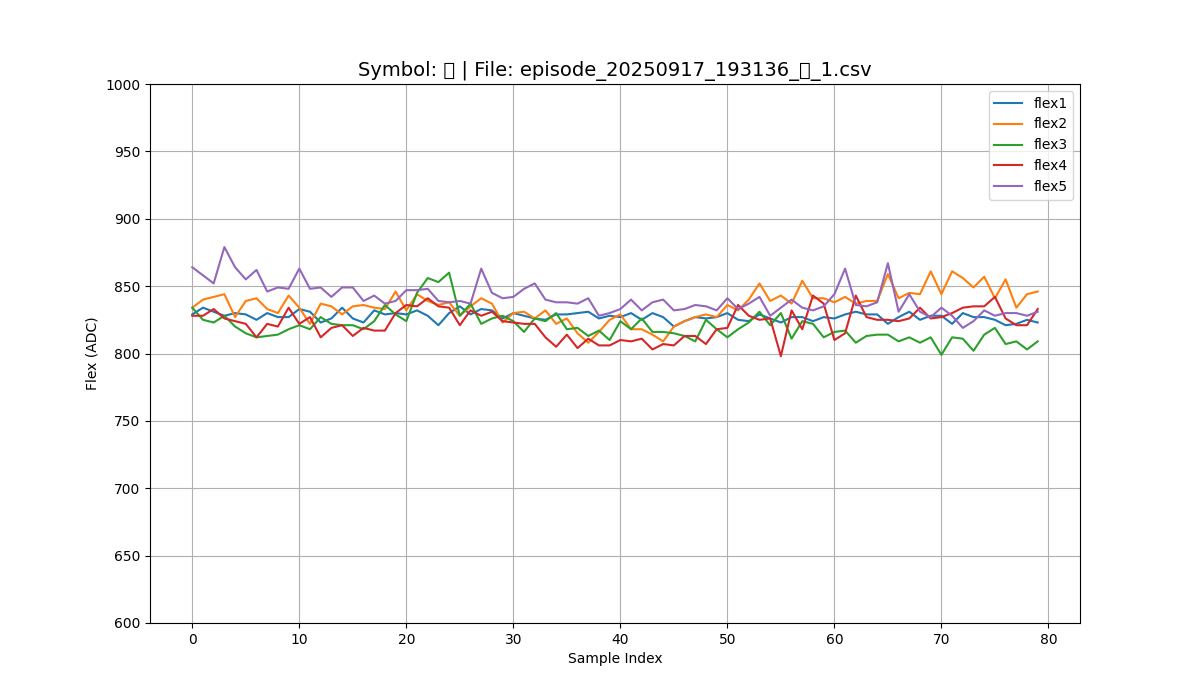 Symbol: ▯ | File: episode_20250917_193136_▯_1.csv
1000
950
900
850
800
750
700
650
600
Flex (ADC)
flex1
flex2
flex3
flex4
flex5
0 10 20 30 40 50 60 70 80
Sample Index